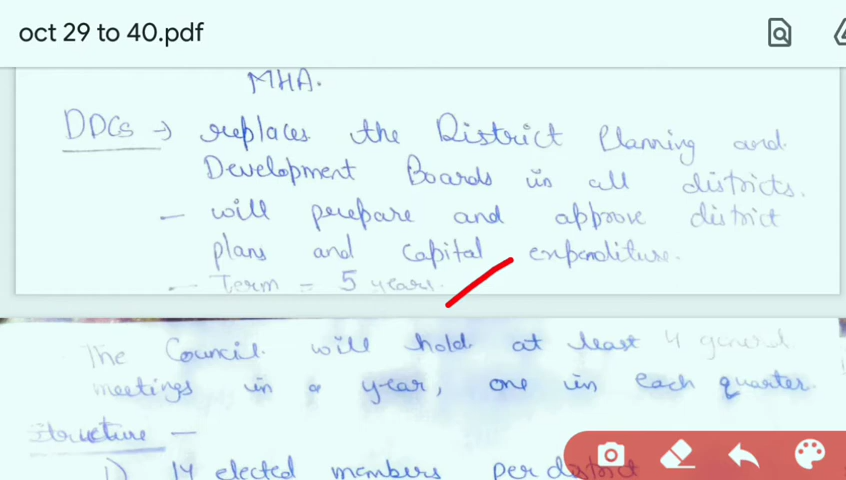 oct 29 to 40.pdf
MHA.
DDCs → replaces the District Planning and
Development Boards in all districts.
- will prepare and approve district
plans and capital expenditure.
- Term = 5 years.
The Council will hold at least 4 general
meetings in a year, one in each quarter.
Structure -
1) 14 elected members per district